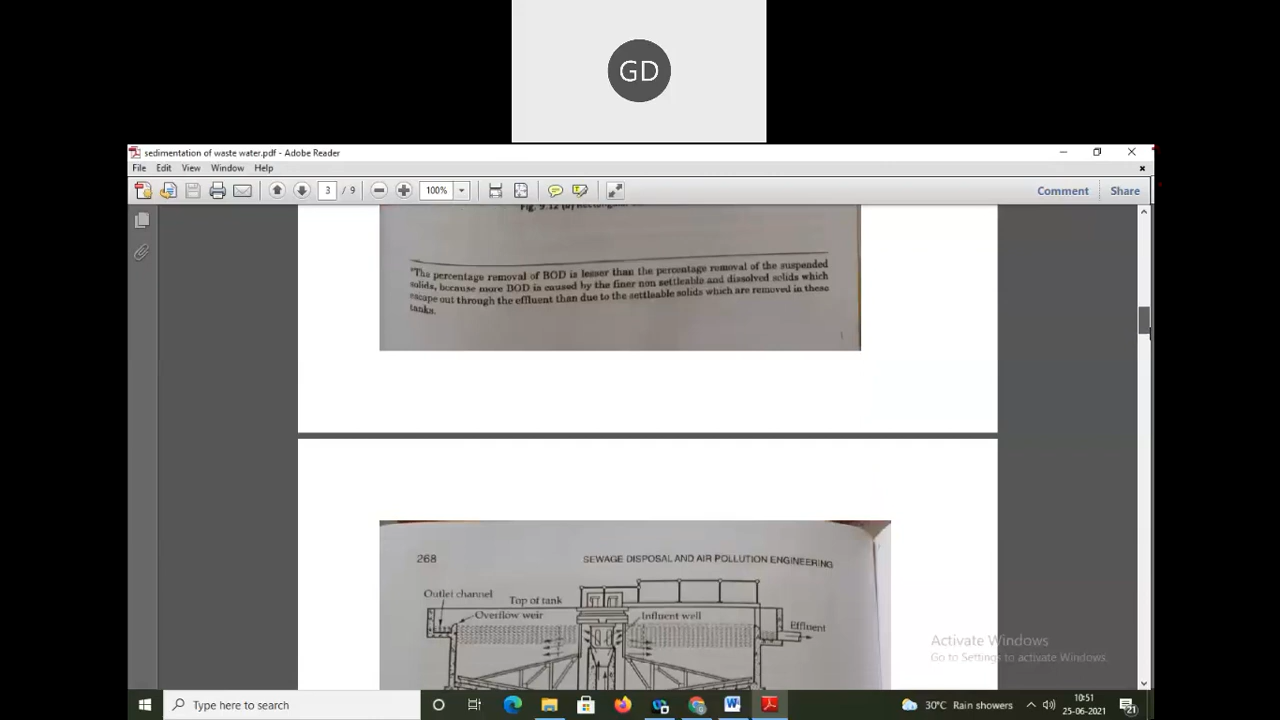 GD
sedimentation of waste water.pdf - Adobe Reader
File Edit View Window Help
3 / 9 100% Comment Share
Fig. 9.12 (b)
*The percentage removal of BOD is lesser than the percentage removal of the suspended
solids, because more BOD is caused by the finer non settleable and dissolved solids which
escape out through the effluent than due to the settleable solids which are removed in these
tanks.
268 SEWAGE DISPOSAL AND AIR POLLUTION ENGINEERING
Outlet channel
Top of tank
Overflow weir
Influent well
Effluent
Activate Windows
Go to Settings to activate Windows.
Type here to search
30°C Rain showers
10:51
25-06-2021
21